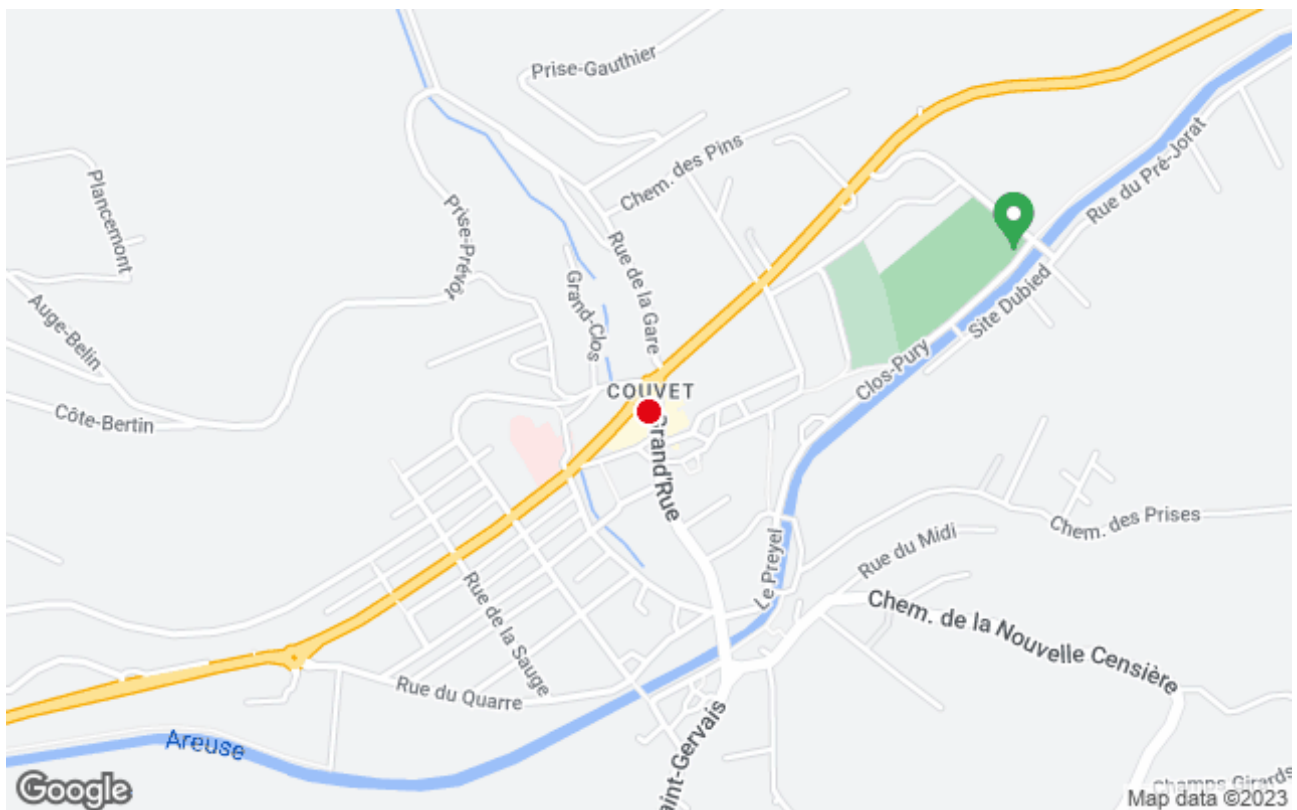 Prise-Gauthier
Chem. des Pins
Rue du Pré-Jorat
Plancemont
Prise-Prévôt
Rue de la Gare
Grand-Clos
Site Dubied
Auge-Belin
Clos-Pury
COUVET
Côte-Bertin
Grand'Rue
Chem. des Prises
Rue du Midi
Le Preyel
Rue de la Sauge
Chem. de la Nouvelle Censière
Rue du Quarre
Areuse
aint-Gervais
Champs Girards
Google
Map data ©2023